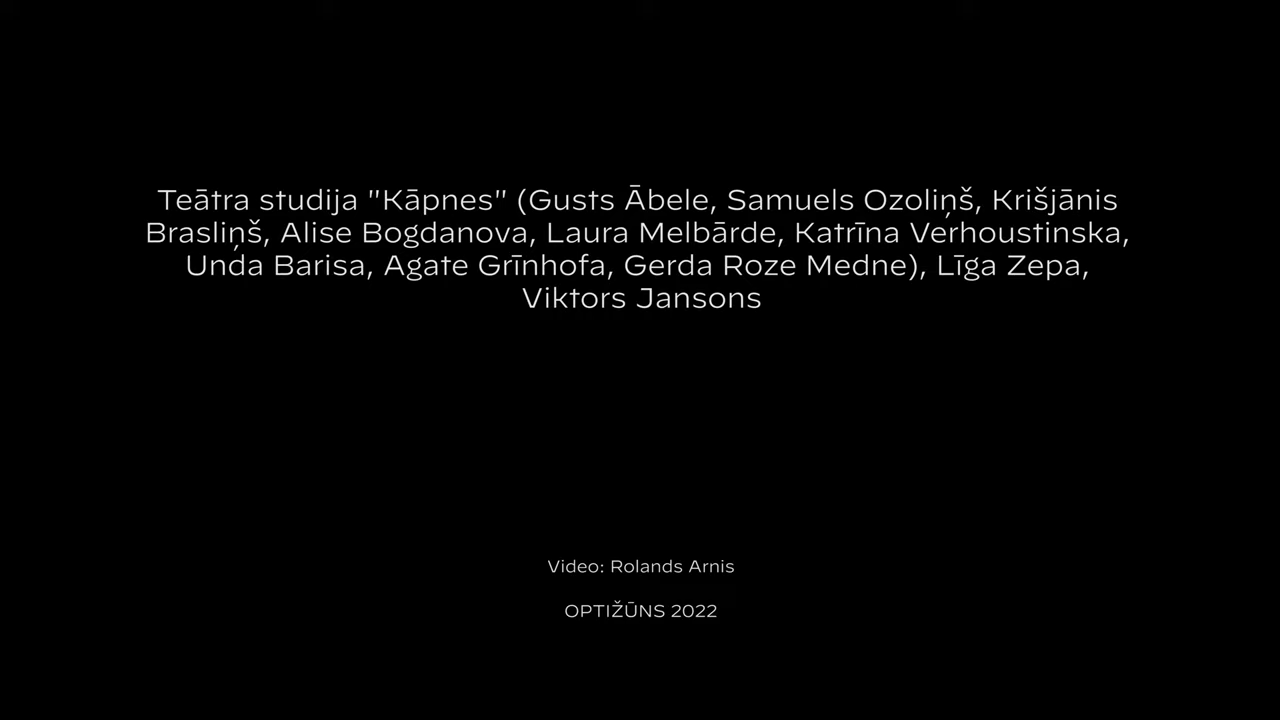 Teātra studija "Kāpnes" (Gusts Ābele, Samuels Ozoliņš, Krišjānis
Brasliņš, Alise Bogdanova, Laura Melbārde, Katrīna Verhoustinska,
Unda Barisa, Agate Grīnhofa, Gerda Roze Medne), Līga Zepa,
Viktors Jansons
Video: Rolands Arnis
OPTIŽŪNS 2022